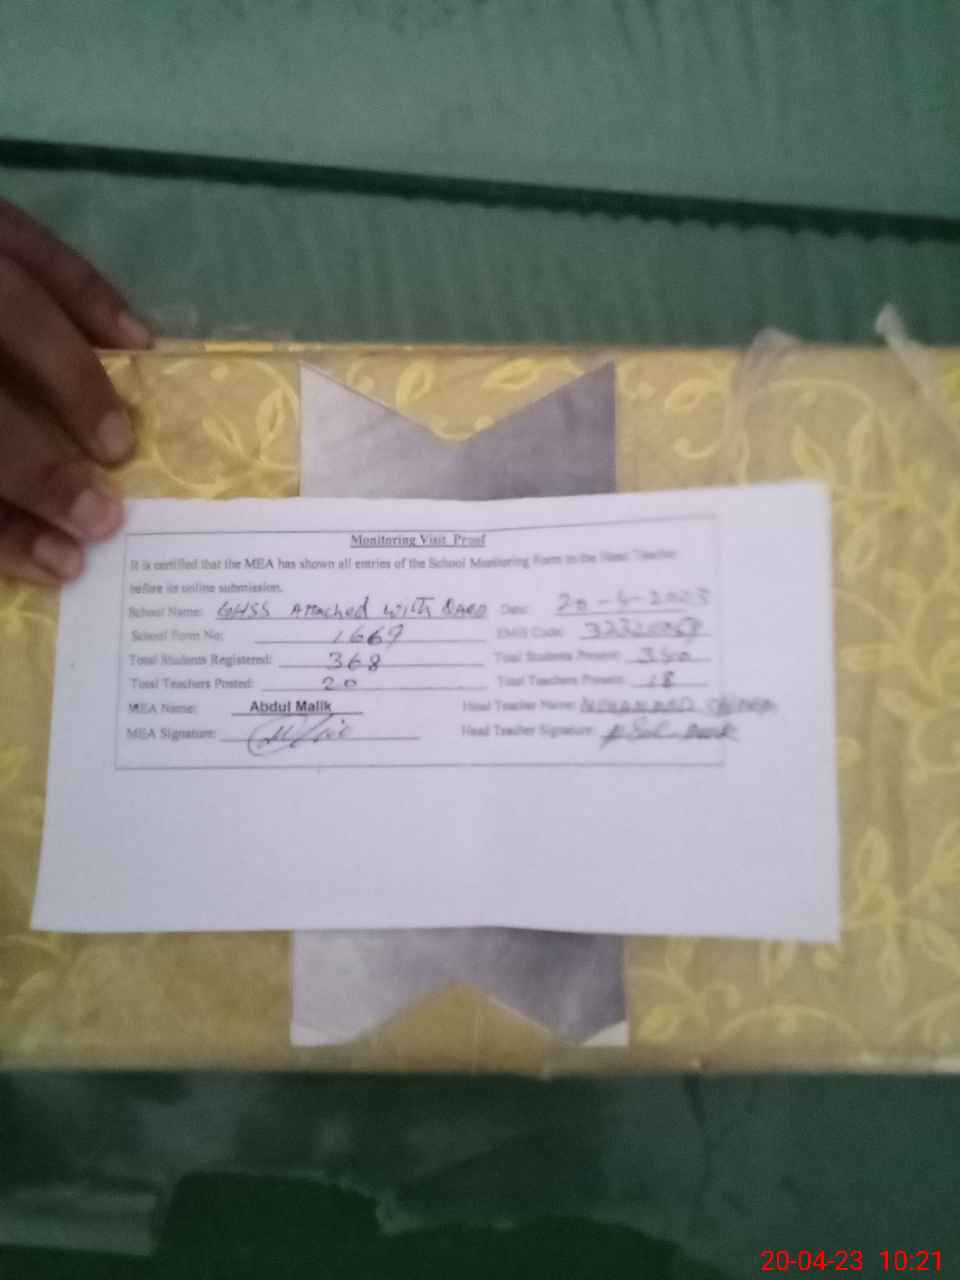 Monitoring Visit Proof
It is certified that the MEA has shown all entries of the School Monitoring Form to the Head Teacher
before its online submission.
School Name: GHSS Attached with Date: 20-4-2023
School Form No: 1669 EMIS Code:
Total Students Registered: 368 Total Students Present: 340
Total Teachers Posted: 20 Total Teachers Present: 18
MEA Name: Abdul Malik Head Teacher Name:
MEA Signature: Head Teacher Signature:
20-04-23 10:21